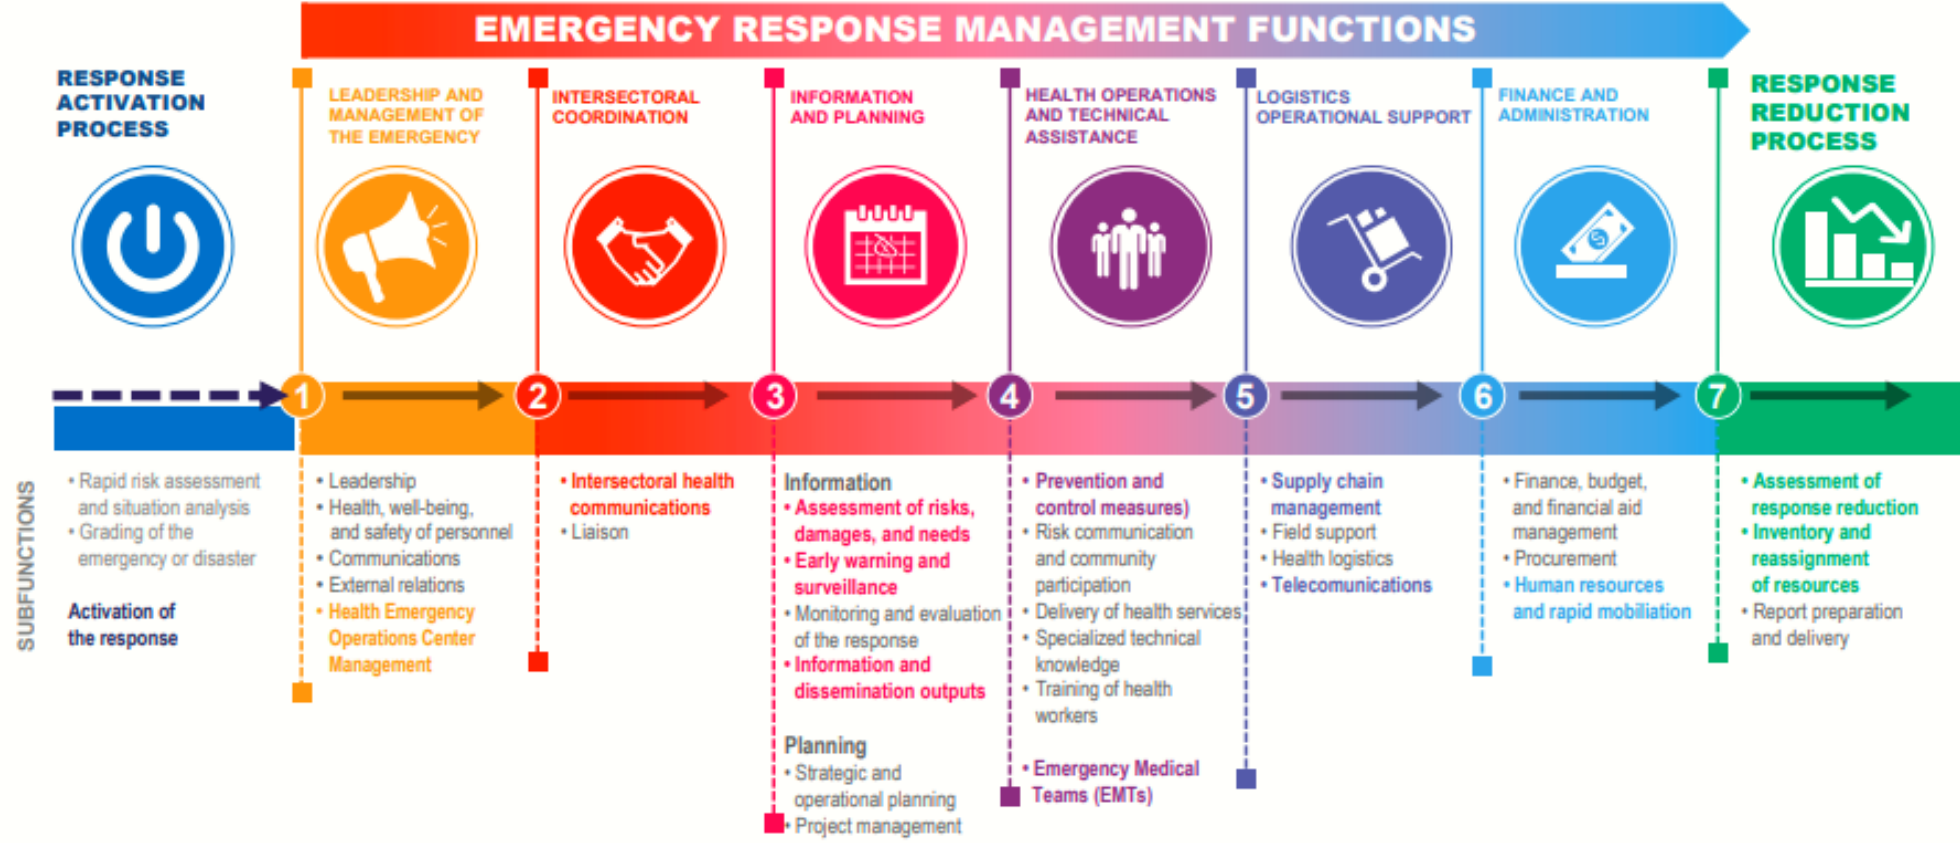 EMERGENCY RESPONSE MANAGEMENT FUNCTIONS
RESPONSE
ACTIVATION
PROCESS
LEADERSHIP AND
MANAGEMENT OF
THE EMERGENCY
INTERSECTORAL
COORDINATION
INFORMATION
AND PLANNING
HEALTH OPERATIONS
AND TECHNICAL
ASSISTANCE
LOGISTICS
OPERATIONAL SUPPORT
FINANCE AND
ADMINISTRATION
RESPONSE
REDUCTION
PROCESS
1
2
3
4
5
6
7
SUBFUNCTIONS
• Rapid risk assessment
and situation analysis
• Grading of the
emergency or disaster
Activation of
the response
• Leadership
• Health, well-being,
and safety of personnel
• Communications
• External relations
• Health Emergency
Operations Center
Management
• Intersectoral health
communications
• Liaison
Information
• Assessment of risks,
damages, and needs
• Early warning and
surveillance
• Monitoring and evaluation
of the response
• Information and
dissemination outputs
Planning
• Strategic and
operational planning
• Project management
• Prevention and
control measures)
• Risk communication
and community
participation
• Delivery of health services
• Specialized technical
knowledge
• Training of health
workers
• Emergency Medical
Teams (EMTs)
• Supply chain
management
• Field support
• Health logistics
• Telecomunications
• Finance, budget,
and financial aid
management
• Procurement
• Human resources
and rapid mobiliation
• Assessment of
response reduction
• Inventory and
reassignment
of resources
• Report preparation
and delivery